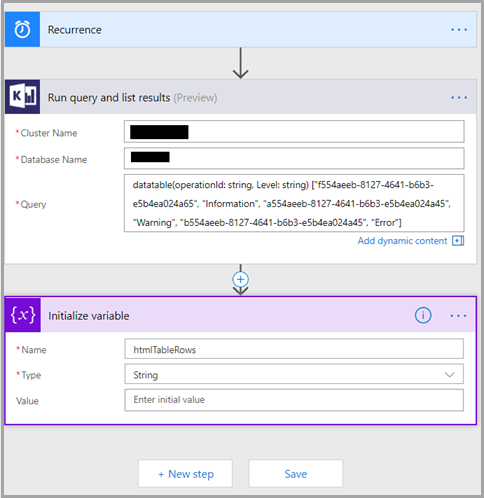 Recurrence
Run query and list results (Preview)
*Cluster Name
*Database Name
*Query
datatable(operationId: string, Level: string) ["f554aeeb-8127-4641-b6b3-
e5b4ea024a65", "Information", "a554aeeb-8127-4641-b6b3-e5b4ea024a45",
"Warning", "b554aeeb-8127-4641-b6b3-e5b4ea024a45", "Error"]
Add dynamic content
{x} Initialize variable
*Name htmlTableRows
*Type String
Value Enter initial value
+ New step Save